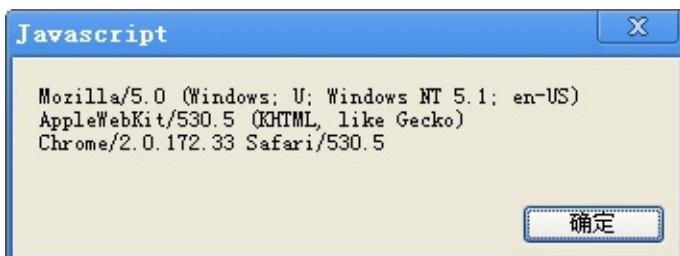 Javascript
Mozilla/5.0 (Windows; U; Windows NT 5.1; en-US)
AppleWebKit/530.5 (KHTML, like Gecko)
Chrome/2.0.172.33 Safari/530.5
确定